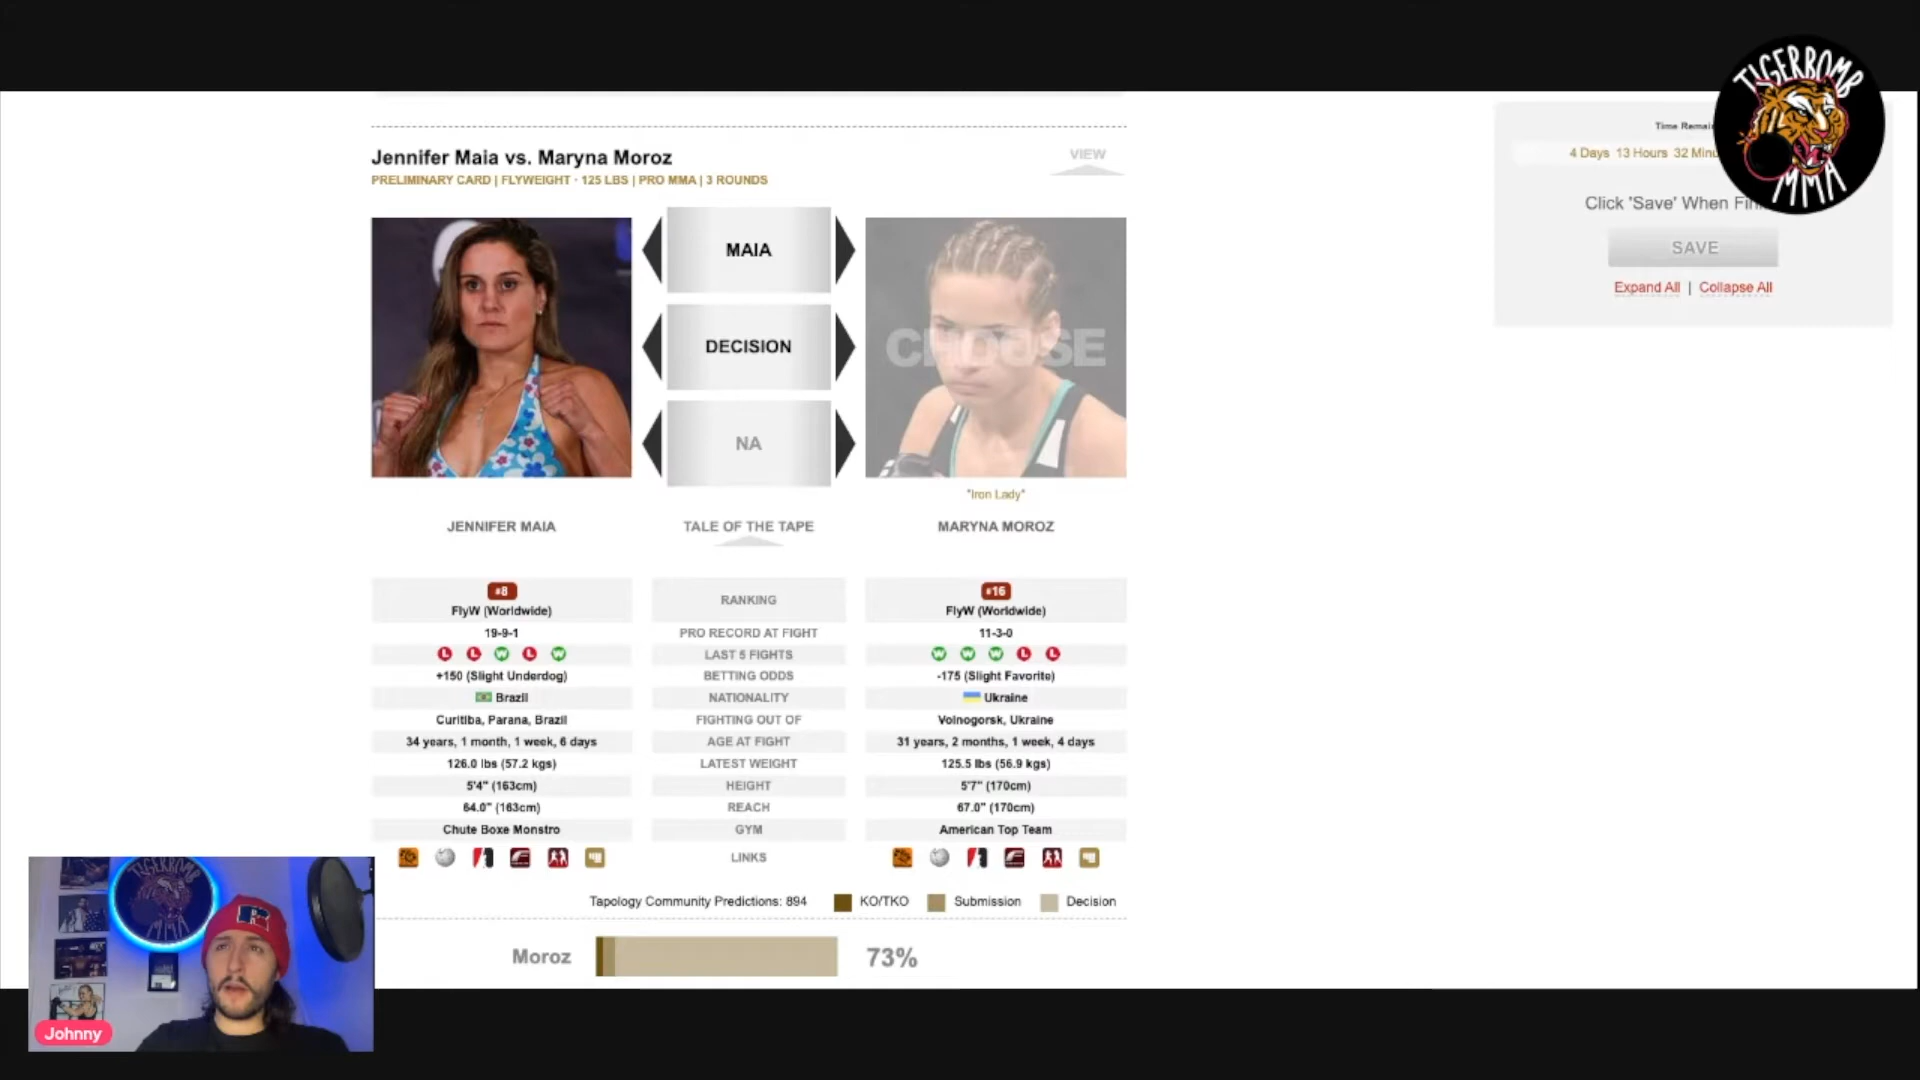 TIGERBOMB
MMA
Jennifer Maia vs. Maryna Moroz
VIEW
PRELIMINARY CARD | FLYWEIGHT · 125 LBS | PRO MMA | 3 ROUNDS
Time Remai
4 Days 13 Hours 32 Minu
Click 'Save' When Fin
SAVE
Expand All | Collapse All
MAIA
DECISION
CHOOSE
NA
"Iron Lady"
JENNIFER MAIA TALE OF THE TAPE MARYNA MOROZ
#8 #16
FlyW (Worldwide) RANKING FlyW (Worldwide)
19-9-1 PRO RECORD AT FIGHT 11-3-0
L L W L W LAST 5 FIGHTS W W W L L
+150 (Slight Underdog) BETTING ODDS -175 (Slight Favorite)
Brazil NATIONALITY Ukraine
Curitiba, Parana, Brazil FIGHTING OUT OF Volnogorsk, Ukraine
34 years, 1 month, 1 week, 6 days AGE AT FIGHT 31 years, 2 months, 1 week, 4 days
126.0 lbs (57.2 kgs) LATEST WEIGHT 125.5 lbs (56.9 kgs)
5'4" (163cm) HEIGHT 5'7" (170cm)
64.0" (163cm) REACH 67.0" (170cm)
Chute Boxe Monstro GYM American Top Team
LINKS
Tapology Community Predictions: 894 KO/TKO Submission Decision
Moroz 73%
TIGERBOMB
MMA
Johnny